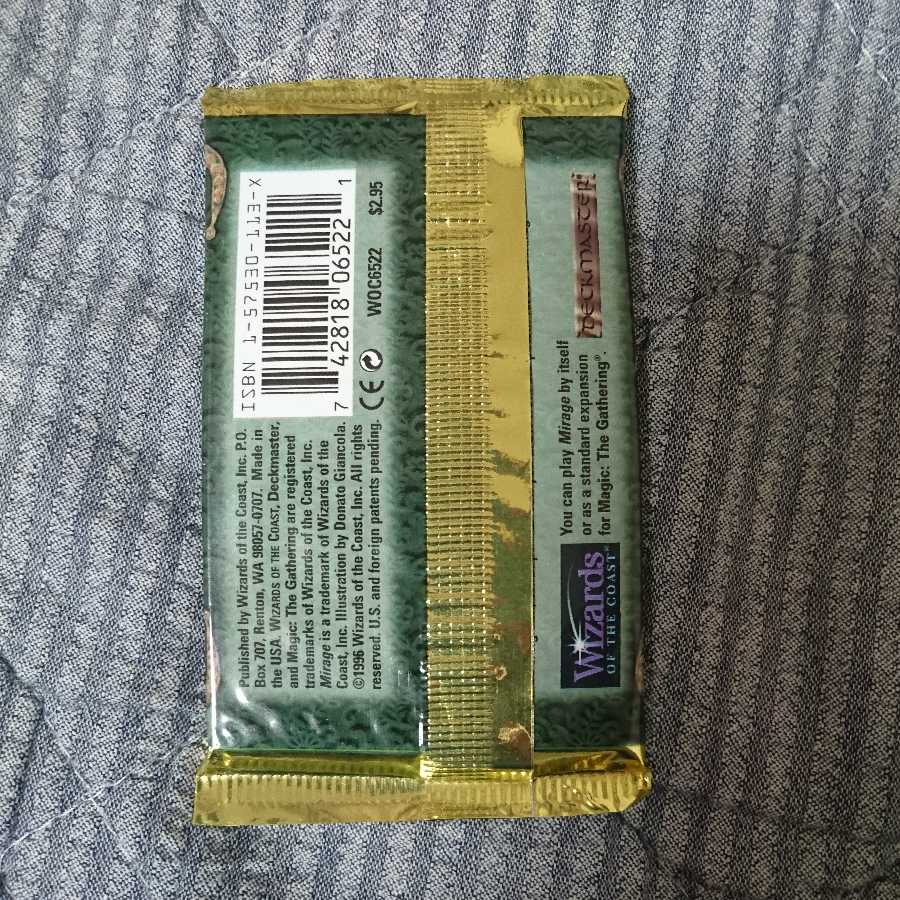 ISBN 1-57530-113-X
7 42818 06522 1
CE WOC6522 $2.95
Published by Wizards of the Coast, Inc. P.O.
Box 707, Renton, WA 98057-0707. Made in
the USA. WIZARDS OF THE COAST, Deckmaster,
and Magic: The Gathering are registered
trademarks of Wizards of the Coast, Inc.
Mirage is a trademark of Wizards of the
Coast, Inc. Illustration by Donato Giancola.
©1996 Wizards of the Coast, Inc. All rights
reserved. U.S. and foreign patents pending.
Wizards
OF THE COAST™
You can play Mirage by itself
or as a standard expansion
for Magic: The Gathering®.
DECKMASTER